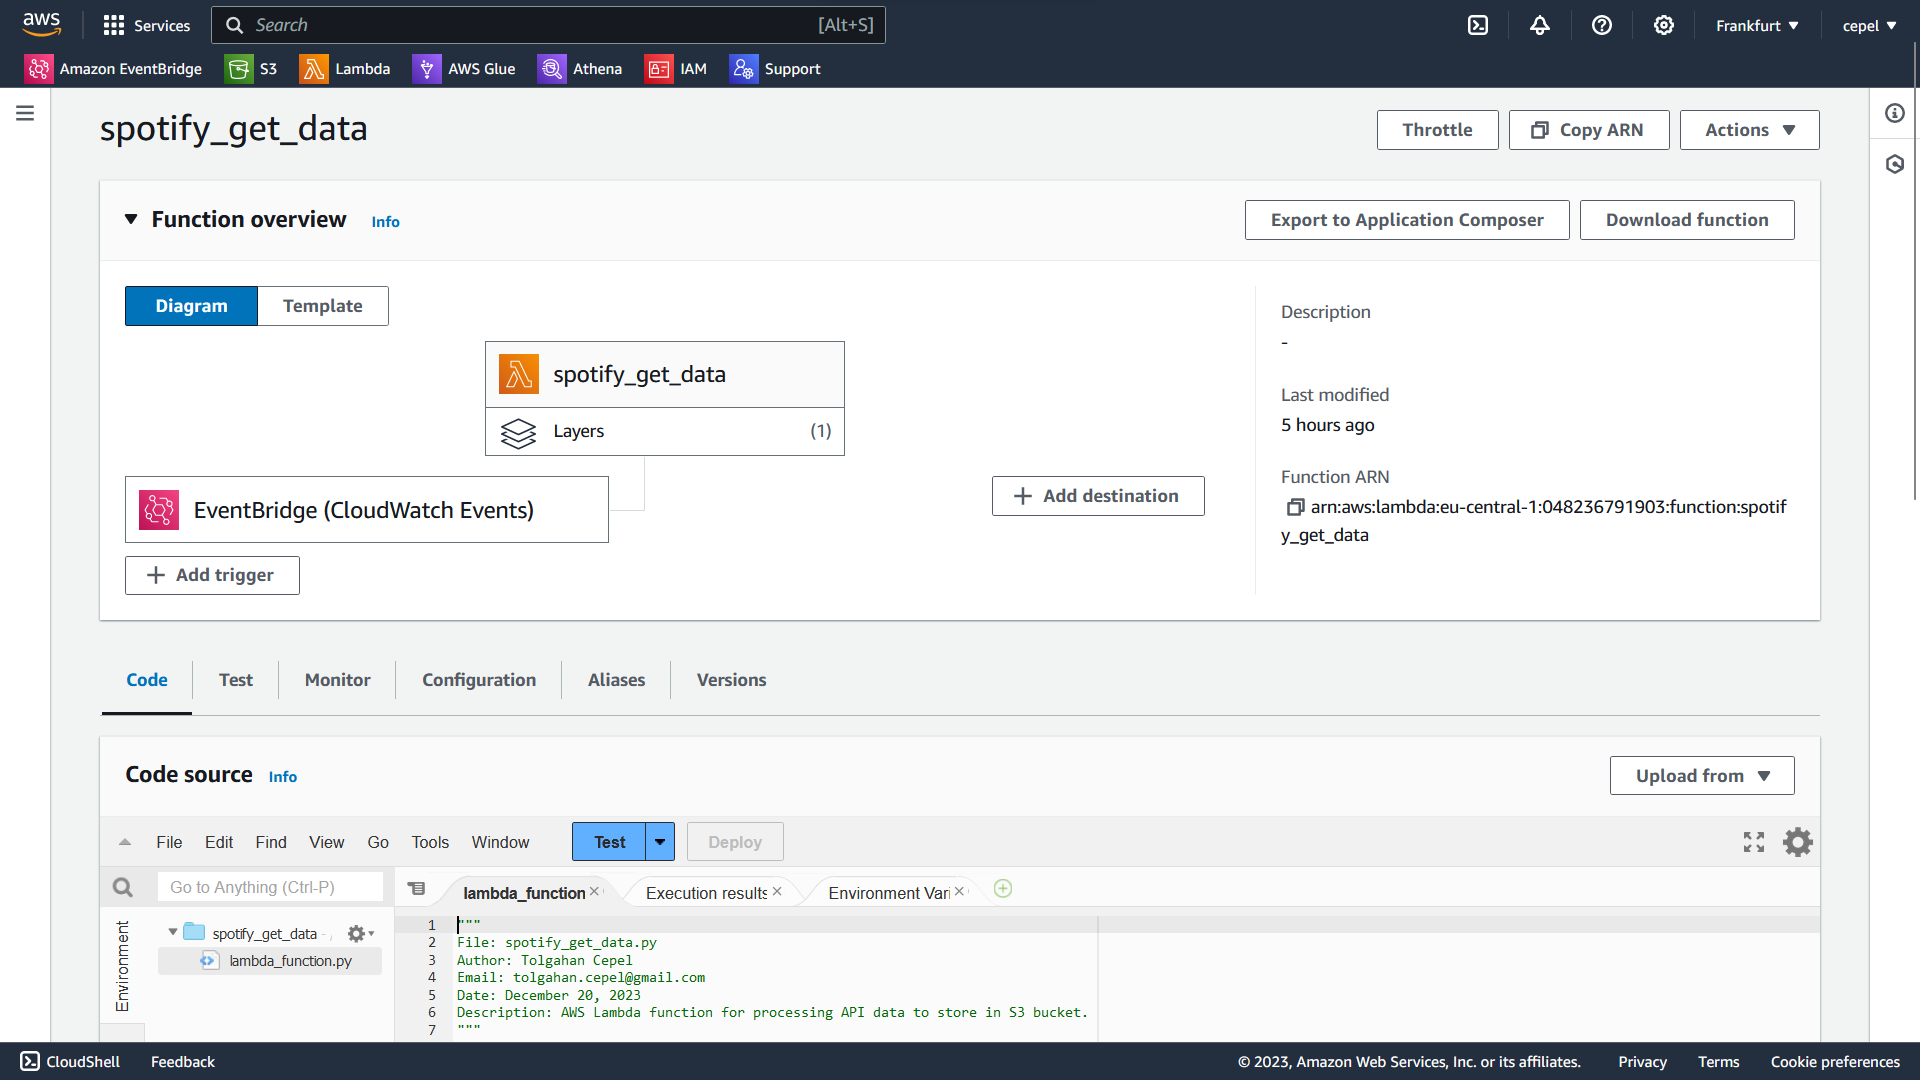 aws
Services
Search
[Alt+S]
Frankfurt
cepel
Amazon EventBridge
S3
Lambda
AWS Glue
Athena
IAM
Support
spotify_get_data
Throttle
Copy ARN
Actions
Function overview
Info
Export to Application Composer
Download function
Diagram
Template
spotify_get_data
Layers
(1)
EventBridge (CloudWatch Events)
Add trigger
Add destination
Description
-
Last modified
5 hours ago
Function ARN
arn:aws:lambda:eu-central-1:048236791903:function:spotif
y_get_data
Code
Test
Monitor
Configuration
Aliases
Versions
Code source
Info
Upload from
File
Edit
Find
View
Go
Tools
Window
Test
Deploy
Go to Anything (Ctrl-P)
lambda_function
Execution results
Environment Vari
Environment
spotify_get_data
lambda_function.py
1 """
2 File: spotify_get_data.py
3 Author: Tolgahan Cepel
4 Email: tolgahan.cepel@gmail.com
5 Date: December 20, 2023
6 Description: AWS Lambda function for processing API data to store in S3 bucket.
7 """
CloudShell
Feedback
© 2023, Amazon Web Services, Inc. or its affiliates.
Privacy
Terms
Cookie preferences